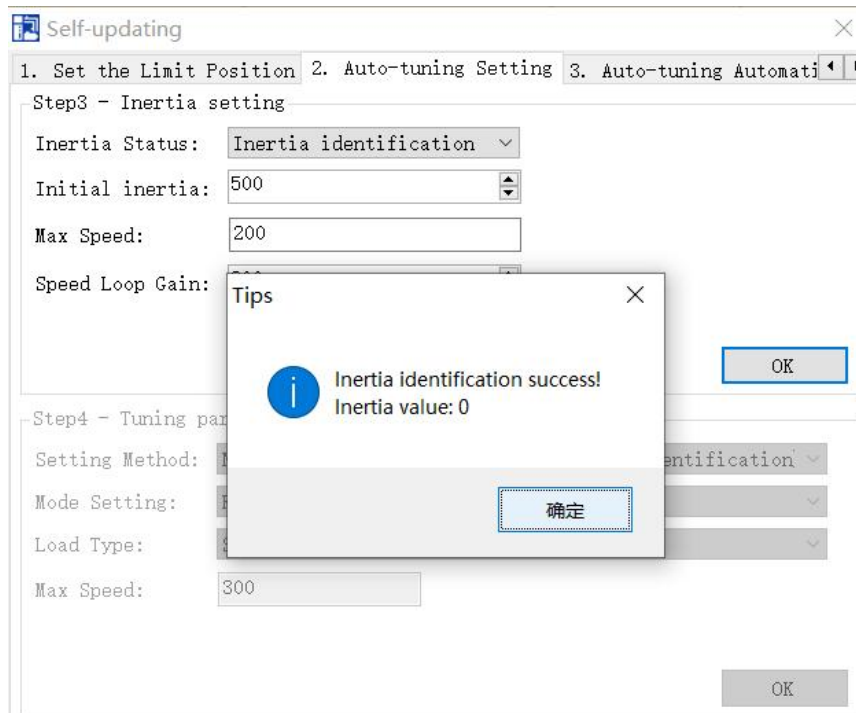 Self-updating
1. Set the Limit Position 2. Auto-tuning Setting 3. Auto-tuning Automati
Step3 - Inertia setting
Inertia Status: Inertia identification
Initial inertia: 500
Max Speed: 200
Speed Loop Gain:
Tips
Inertia identification success!
Inertia value: 0
OK
确定
Step4 - Tuning par
Setting Method: entification
Mode Setting:
Load Type:
Max Speed: 300
OK